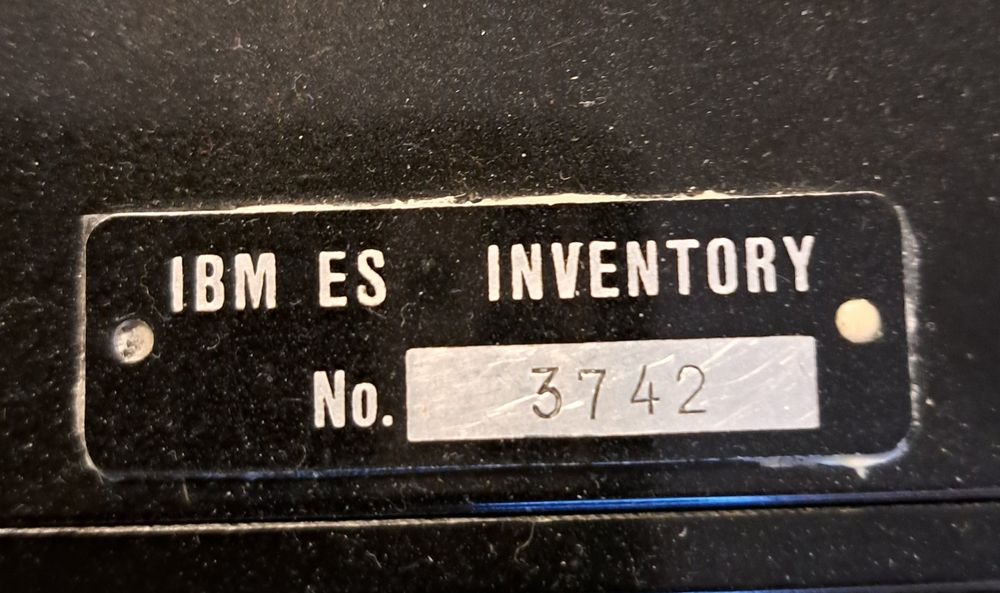 IBM ES INVENTORY
No. 3742